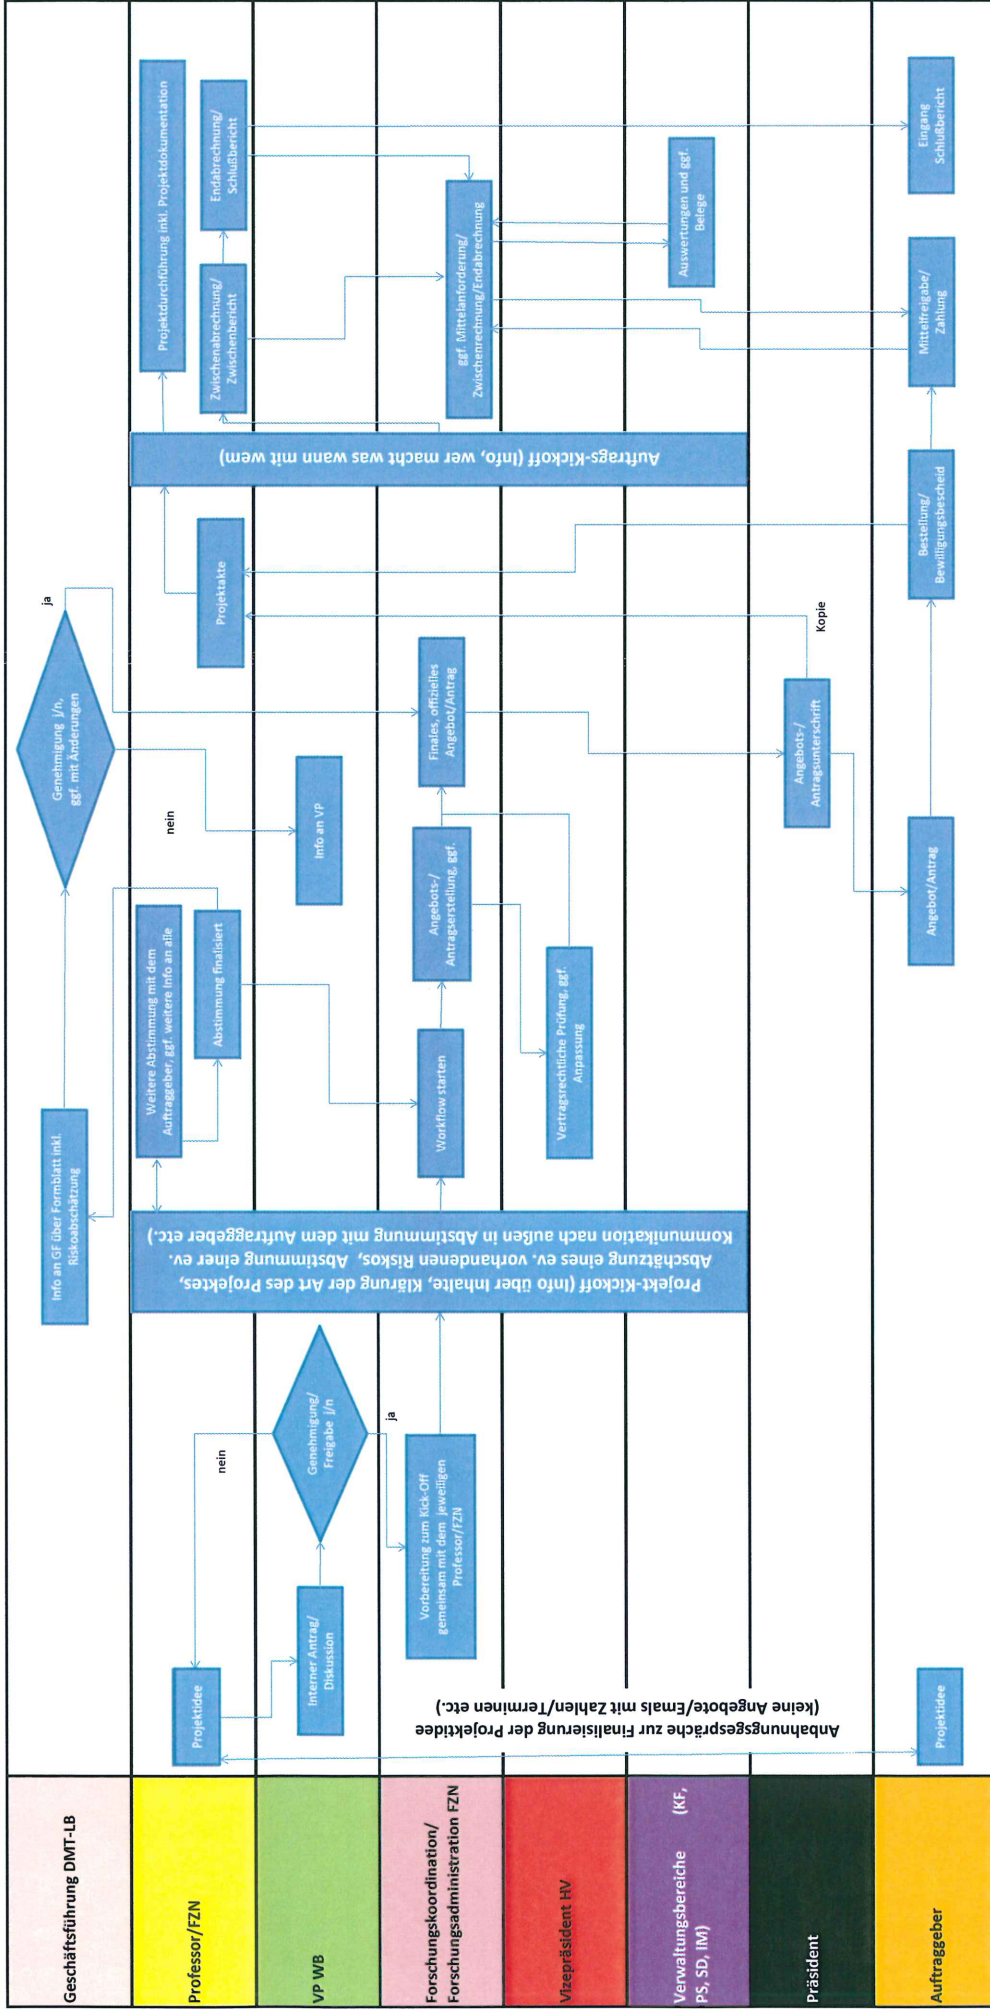 Geschäftsführung DMT-LB
Info an GF über Formblatt inkl.
Riskoabschätzung
Genehmigung j/n,
ggf. mit Änderungen
ja
Professor/FZN
Projektidee
nein
Weitere Abstimmung mit dem
Auftraggeber, ggf. weitere Info an alle
Abstimmung finalisiert
nein
Projektakte
Projektdurchführung inkl. Projektdokumentation
Zwischenabrechnung/
Zwischenbericht
Endabrechnung/
Schlußbericht
VP WB
Interner Antrag/
Diskussion
Genehmigung/
Freigabe j/n
ja
Info an VP
Forschungskoordination/
Forschungsadministration FZN
Vorbereitung zum Kick-Off
gemeinsam mit dem jeweiligen
Professor/FZN
Projekt-Kickoff (Info über Inhalte, Klärung der Art des Projektes,
Abschätzung eines ev. vorhandenen Riskos, Abstimmung einer ev.
Kommunikation nach außen in Abstimmung mit dem Auftraggeber etc.)
Workflow starten
Angebots-/
Antragserstellung, ggf.
Finales, offizielles
Angebot/Antrag
Auftrags-Kickoff (Info, wer macht was wann mit wem)
ggf. Mittelanforderung/
Zwischenrechnung/Endabrechnung
Vizepräsident HV
Vertragsrechtliche Prüfung, ggf.
Anpassung
Verwaltungsbereiche (KF,
PS, SD, IM)
Auswertungen und ggf.
Belege
Anbahnungsgespräche zur Finalisierung der Projektidee
(keine Angebote/Emails mit Zahlen/Terminen etc.)
Präsident
Angebots-/
Antragsunterschrift
Kopie
Auftraggeber
Projektidee
Angebot/Antrag
Bestellung/
Bewilligungsbescheid
Mittelfreigabe/
Zahlung
Eingang
Schlußbericht